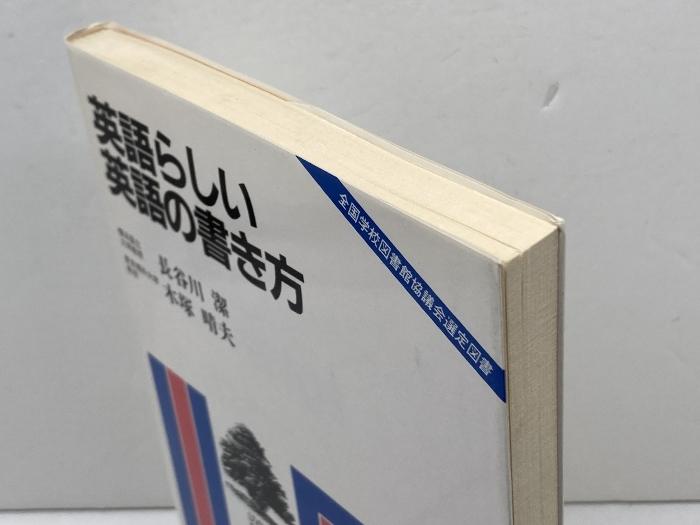 英語らしい
英語の書き方
長谷川 潔
木塚 晴夫
全国学校図書館協議会選定図書